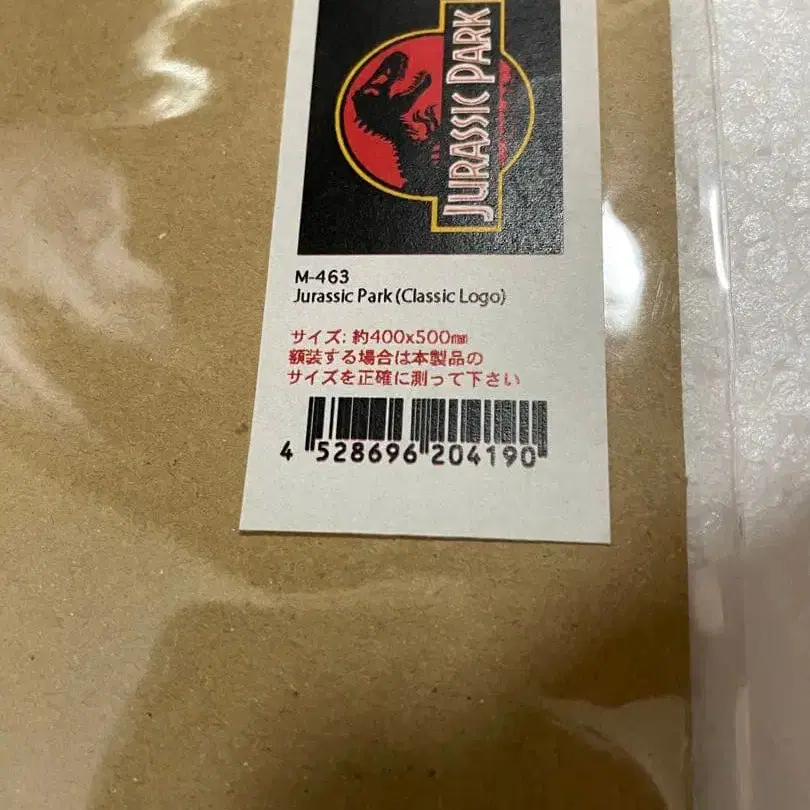 JURASSIC PARK
M-463
Jurassic Park (Classic Logo)
サイズ: 約400x500㎜
額装する場合は本製品の
サイズを正確に測って下さい
4 528696 204190